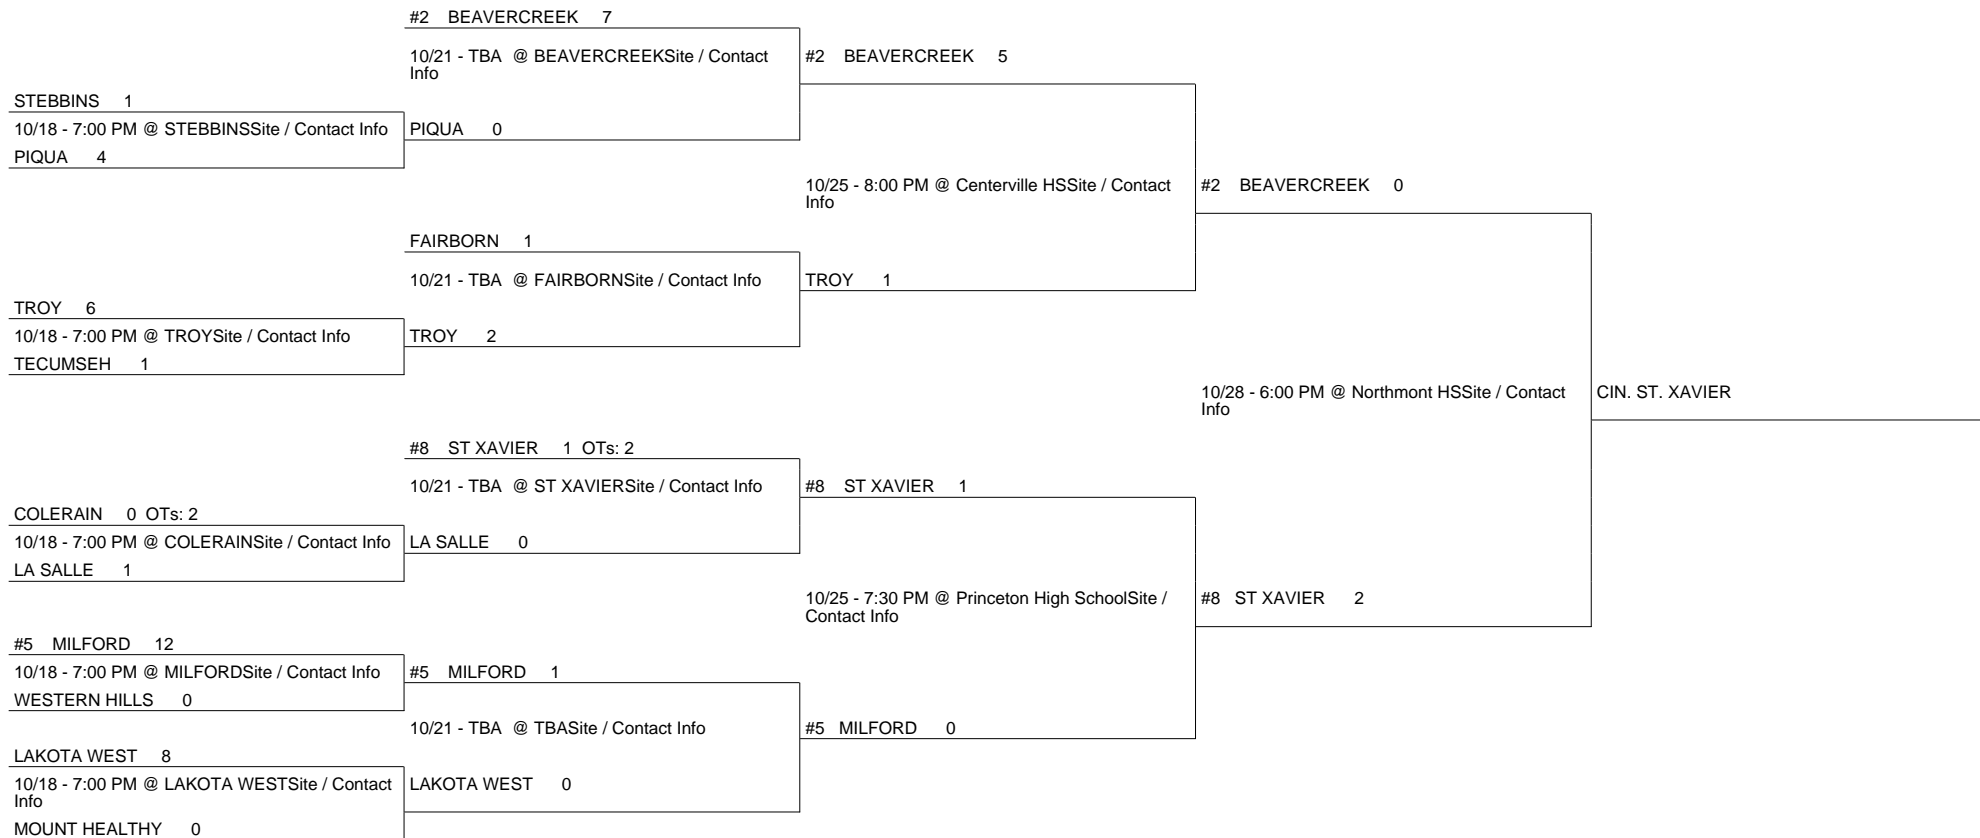 #2 BEAVERCREEK 7
10/21 - TBA @ BEAVERCREEKSite / Contact
Info
STEBBINS 1
10/18 - 7:00 PM @ STEBBINSSite / Contact Info
PIQUA 4
PIQUA 0
#2 BEAVERCREEK 5
FAIRBORN 1
10/21 - TBA @ FAIRBORNSite / Contact Info
TROY 6
10/18 - 7:00 PM @ TROYSite / Contact Info
TECUMSEH 1
TROY 2
10/25 - 8:00 PM @ Centerville HSSite / Contact
Info
TROY 1
#2 BEAVERCREEK 0
#8 ST XAVIER 1 OTs: 2
10/21 - TBA @ ST XAVIERSite / Contact Info
COLERAIN 0 OTs: 2
10/18 - 7:00 PM @ COLERAINSite / Contact Info
LA SALLE 1
LA SALLE 0
#8 ST XAVIER 1
#5 MILFORD 12
10/18 - 7:00 PM @ MILFORDSite / Contact Info
WESTERN HILLS 0
#5 MILFORD 1
10/21 - TBA @ TBASite / Contact Info
LAKOTA WEST 8
10/18 - 7:00 PM @ LAKOTA WESTSite / Contact
Info
MOUNT HEALTHY 0
LAKOTA WEST 0
10/25 - 7:30 PM @ Princeton High SchoolSite /
Contact Info
#5 MILFORD 0
#8 ST XAVIER 2
10/28 - 6:00 PM @ Northmont HSSite / Contact
Info
CIN. ST. XAVIER